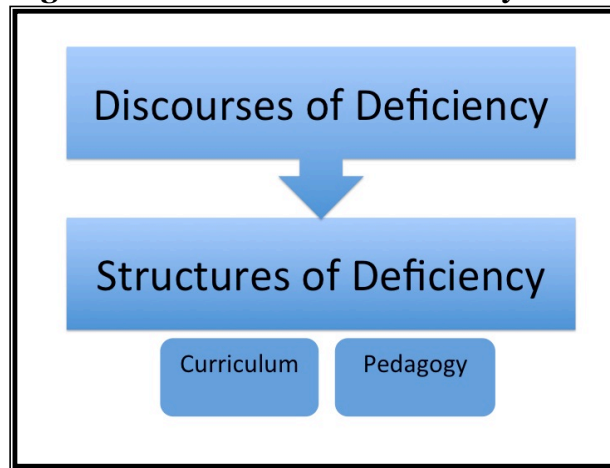 Discourses of Deficiency
Structures of Deficiency
Curriculum
Pedagogy